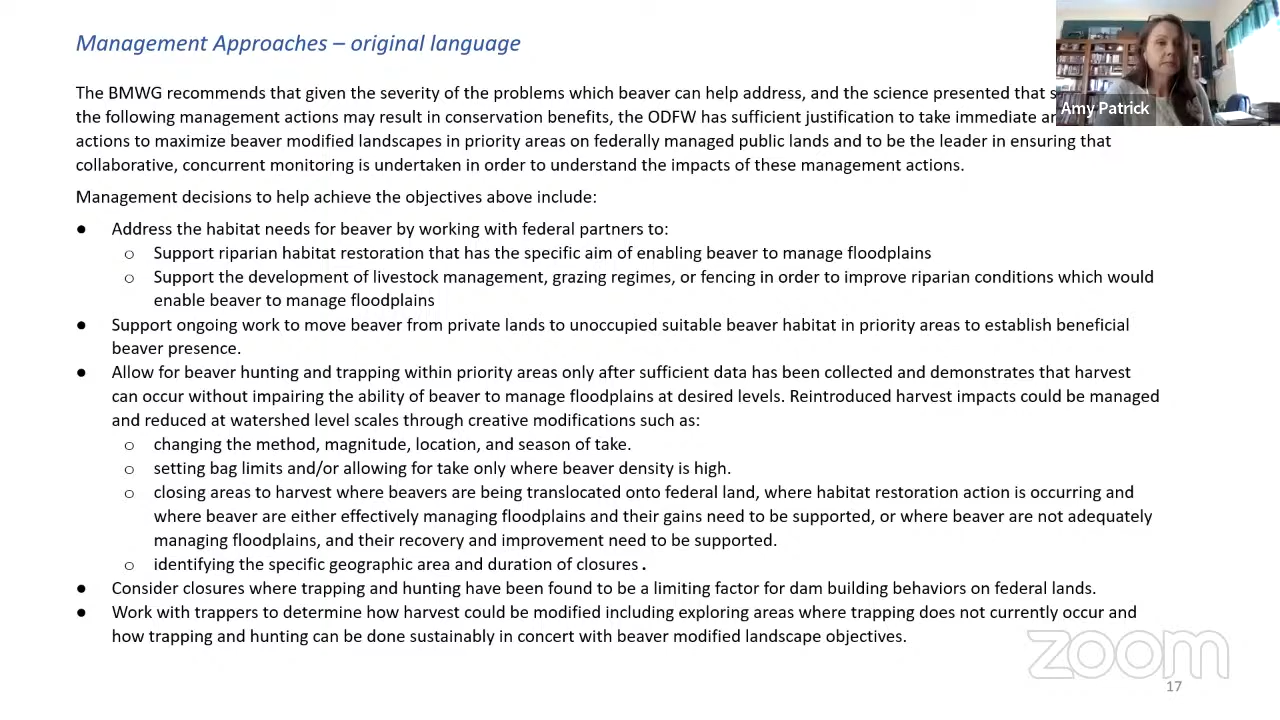 Management Approaches – original language
The BMWG recommends that given the severity of the problems which beaver can help address, and the science presented that
the following management actions may result in conservation benefits, the ODFW has sufficient justification to take immediate
actions to maximize beaver modified landscapes in priority areas on federally managed public lands and to be the leader in ensuring that
collaborative, concurrent monitoring is undertaken in order to understand the impacts of these management actions.
Management decisions to help achieve the objectives above include:
● Address the habitat needs for beaver by working with federal partners to:
o Support riparian habitat restoration that has the specific aim of enabling beaver to manage floodplains
o Support the development of livestock management, grazing regimes, or fencing in order to improve riparian conditions which would
enable beaver to manage floodplains
● Support ongoing work to move beaver from private lands to unoccupied suitable beaver habitat in priority areas to establish beneficial
beaver presence.
● Allow for beaver hunting and trapping within priority areas only after sufficient data has been collected and demonstrates that harvest
can occur without impairing the ability of beaver to manage floodplains at desired levels. Reintroduced harvest impacts could be managed
and reduced at watershed level scales through creative modifications such as:
o changing the method, magnitude, location, and season of take.
o setting bag limits and/or allowing for take only where beaver density is high.
o closing areas to harvest where beavers are being translocated onto federal land, where habitat restoration action is occurring and
where beaver are either effectively managing floodplains and their gains need to be supported, or where beaver are not adequately
managing floodplains, and their recovery and improvement need to be supported.
o identifying the specific geographic area and duration of closures.
● Consider closures where trapping and hunting have been found to be a limiting factor for dam building behaviors on federal lands.
● Work with trappers to determine how harvest could be modified including exploring areas where trapping does not currently occur and
how trapping and hunting can be done sustainably in concert with beaver modified landscape objectives.
Amy Patrick
zoom
17